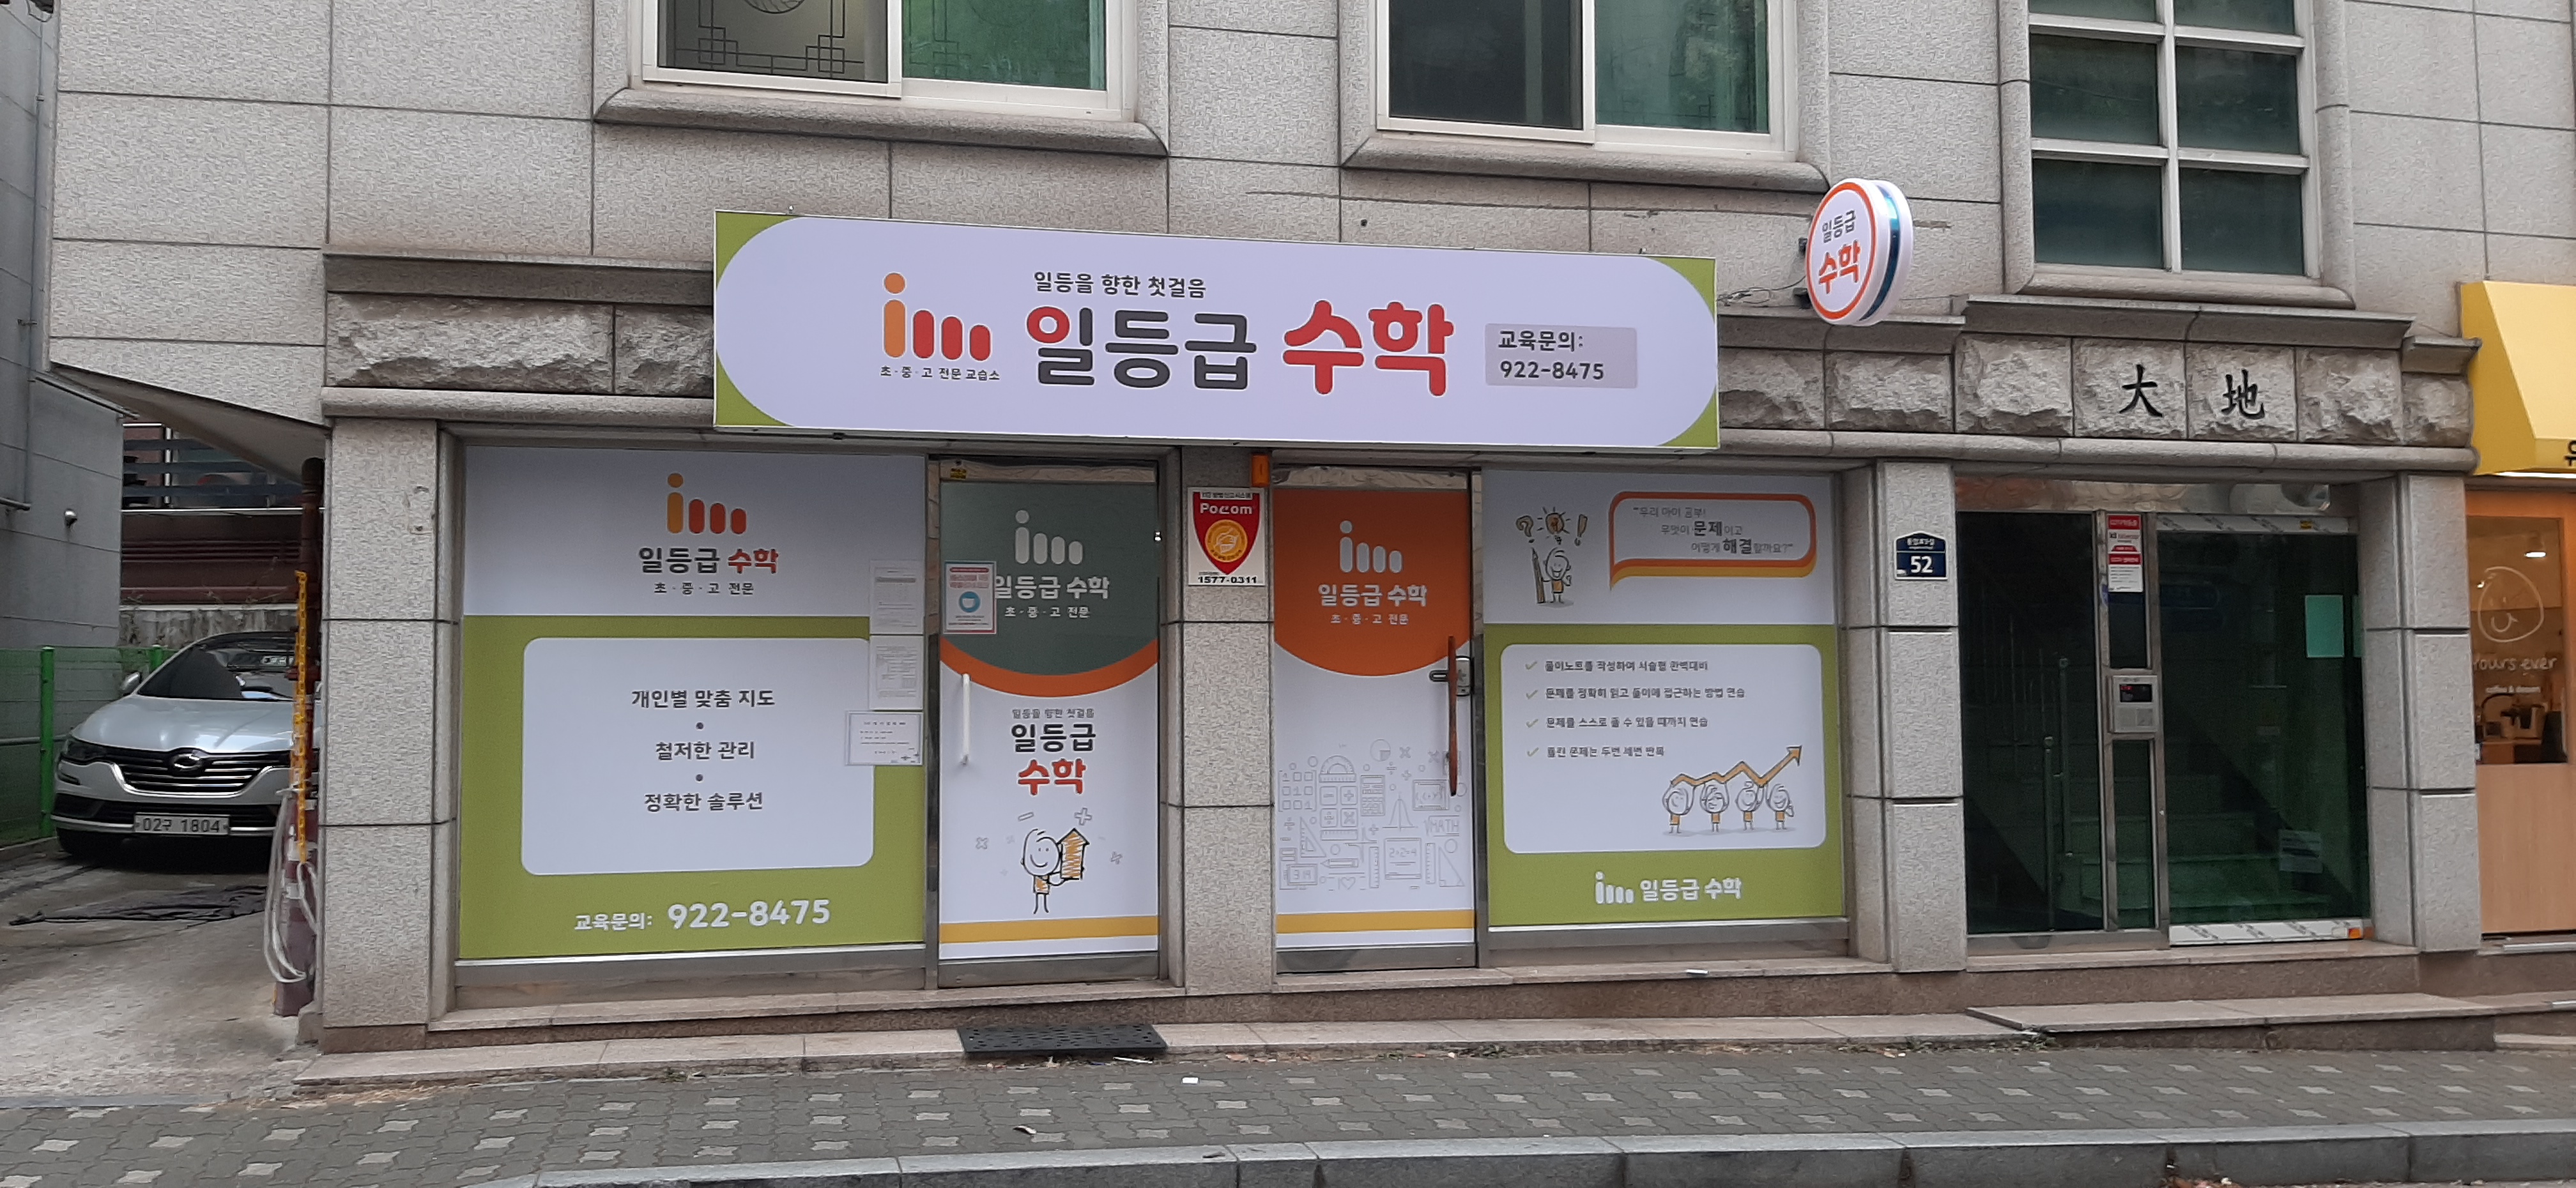 일등을 향한 첫걸음
im 일등급 수학
초·중·고 전문 교습소
교육문의:
922-8475
일등급
수학
大地
im
일등급 수학
초·중·고 전문
개인별 맞춤 지도
철저한 관리
정확한 솔루션
교육문의: 922-8475
im
일등급 수학
초·중·고 전문
일등을 향한 첫걸음
일등급
수학
Pocom
1577-0311
im
일등급 수학
초·중·고 전문
"우리 아이 공부!
무엇이 문제이고
어떻게 해결할까요?"
풀이노트를 작성하여 서술형 완벽대비
문제를 정확히 읽고 풀이에 접근하는 방법 연습
문제를 스스로 풀 수 있을 때까지 연습
틀린 문제는 두번 세번 반복
im 일등급 수학
52
02구 1804
yours ever
coffee & dessert